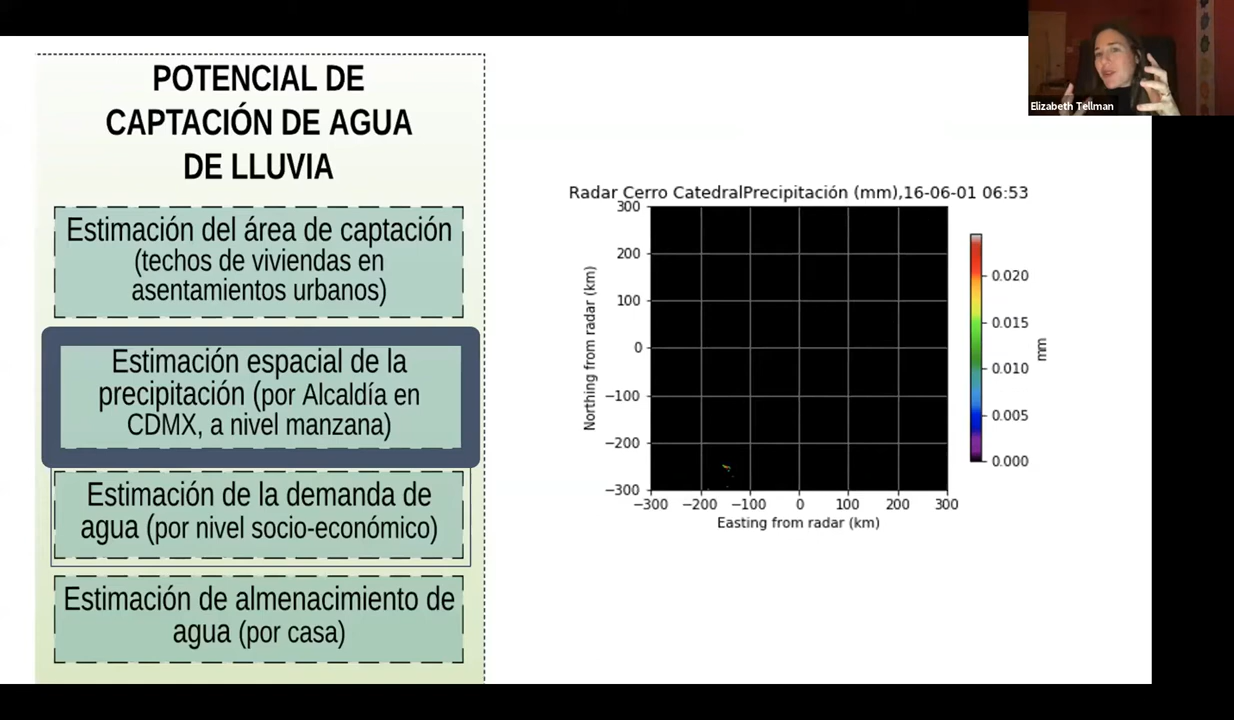 Elizabeth Tellman
POTENCIAL DE
CAPTACIÓN DE AGUA
DE LLUVIA
Estimación del área de captación
(techos de viviendas en
asentamientos urbanos)
Estimación espacial de la
precipitación (por Alcaldía en
CDMX, a nivel manzana)
Estimación de la demanda de
agua (por nivel socio-económico)
Estimación de almenacimiento de
agua (por casa)
Radar Cerro CatedralPrecipitación (mm),16-06-01 06:53
300
200
100
0
−100
−200
−300
Northing from radar (km)
−300 −200 −100 0 100 200 300
Easting from radar (km)
0.020
0.015
0.010
0.005
0.000
mm